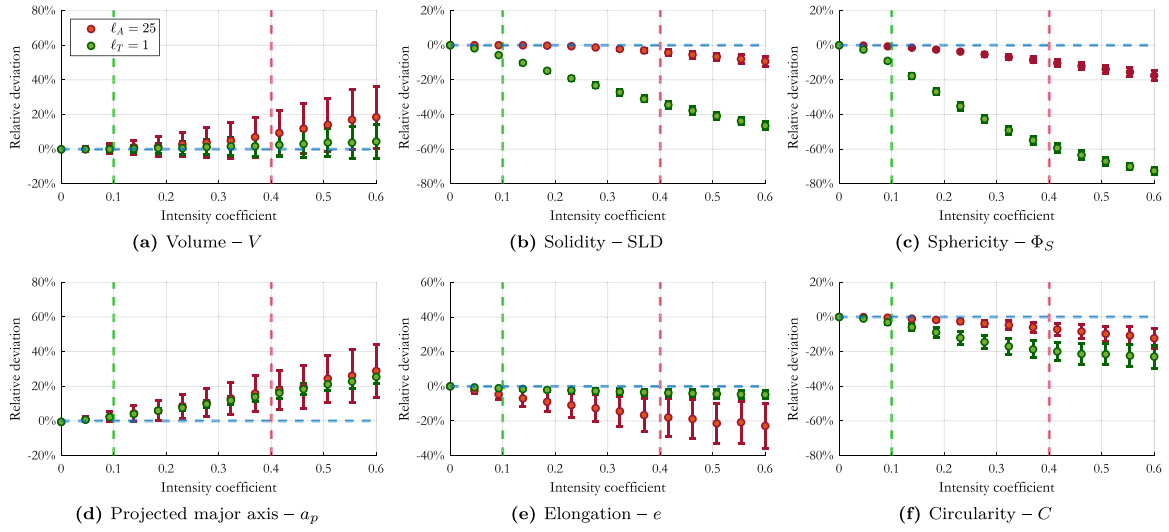 ℓ_A = 25
ℓ_T = 1
80%
60%
40%
20%
0%
-20%
Relative deviation
0 0.1 0.2 0.3 0.4 0.5 0.6
Intensity coefficient
(a) Volume – V
20%
0%
-20%
-40%
-60%
-80%
Relative deviation
0 0.1 0.2 0.3 0.4 0.5 0.6
Intensity coefficient
(b) Solidity – SLD
20%
0%
-20%
-40%
-60%
-80%
Relative deviation
0 0.1 0.2 0.3 0.4 0.5 0.6
Intensity coefficient
(c) Sphericity – Φ_S
80%
60%
40%
20%
0%
-20%
Relative deviation
0 0.1 0.2 0.3 0.4 0.5 0.6
Intensity coefficient
(d) Projected major axis – a_p
60%
40%
20%
0%
-20%
-40%
Relative deviation
0 0.1 0.2 0.3 0.4 0.5 0.6
Intensity coefficient
(e) Elongation – e
20%
0%
-20%
-40%
-60%
-80%
Relative deviation
0 0.1 0.2 0.3 0.4 0.5 0.6
Intensity coefficient
(f) Circularity – C